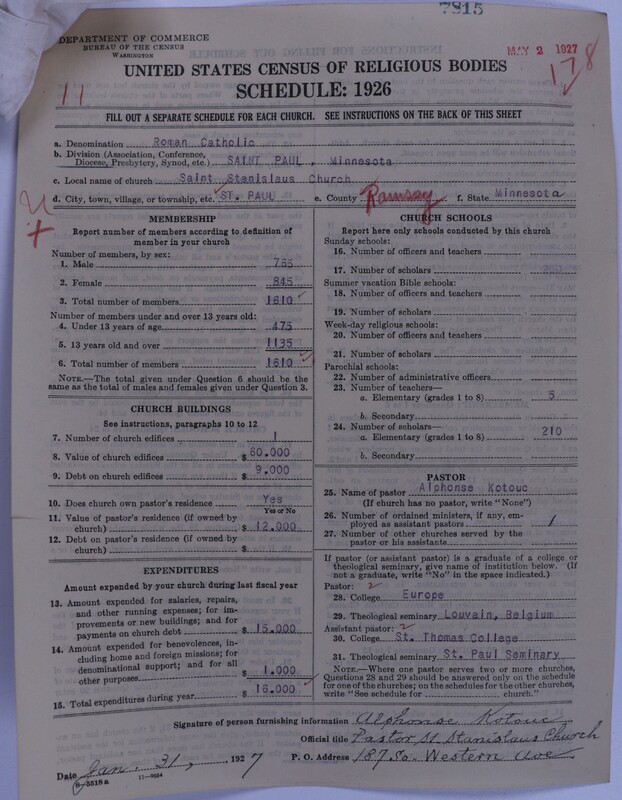 7815
DEPARTMENT OF COMMERCE
BUREAU OF THE CENSUS
WASHINGTON
MAY 2 1927
178
UNITED STATES CENSUS OF RELIGIOUS BODIES
SCHEDULE: 1926
11
FILL OUT A SEPARATE SCHEDULE FOR EACH CHURCH. SEE INSTRUCTIONS ON THE BACK OF THIS SHEET
a. Denomination Roman Catholic
b. Division (Association, Conference, Diocese, Presbytery, Synod, etc.) SAINT PAUL, Minnesota
c. Local name of church Saint Stanislaus Church
d. City, town, village, or township, etc. ST. PAUL e. County Ramsay f. State Minnesota
MEMBERSHIP
Report number of members according to definition of
member in your church
Number of members, by sex:
1. Male 765
2. Female 845
3. Total number of members 1610
Number of members under and over 13 years old:
4. Under 13 years of age 475
5. 13 years old and over 1135
6. Total number of members 1610
NOTE.—The total given under Question 6 should be the
same as the total of males and females given under Question 3.
CHURCH BUILDINGS
See instructions, paragraphs 10 to 12
7. Number of church edifices 1
8. Value of church edifices $60.000
9. Debt on church edifices 9.000
10. Does church own pastor's residence Yes
Yes or No
11. Value of pastor's residence (if owned by
church) $12.000
12. Debt on pastor's residence (if owned by
church) $
EXPENDITURES
Amount expended by your church during last fiscal year
13. Amount expended for salaries, repairs,
and other running expenses; for im-
provements or new buildings; and for
payments on church debt $15.000
14. Amount expended for benevolences, in-
cluding home and foreign missions; for
denominational support; and for all
other purposes $1.000
15. Total expenditures during year $16.000
CHURCH SCHOOLS
Report here only schools conducted by this church
Sunday schools:
16. Number of officers and teachers
17. Number of scholars
Summer vacation Bible schools:
18. Number of officers and teachers
19. Number of scholars
Week-day religious schools:
20. Number of officers and teachers
21. Number of scholars
Parochial schools:
22. Number of administrative officers
23. Number of teachers—
a. Elementary (grades 1 to 8) 5
b. Secondary
24. Number of scholars—
a. Elementary (grades 1 to 8) 210
b. Secondary
PASTOR
25. Name of pastor Alphonse Kotouc
(If church has no pastor, write "None")
26. Number of ordained ministers, if any, em-
ployed as assistant pastors 1
27. Number of other churches served by the
pastor or his assistants
If pastor (or assistant pastor) is a graduate of a college or
theological seminary, give name of institution below. (If
not a graduate, write "No" in the space indicated.)
Pastor: 2
28. College Europe
29. Theological seminary Louvain, Belgium
Assistant pastor: 2
30. College St. Thomas College
31. Theological seminary St. Paul Seminary
NOTE.—Where one pastor serves two or more churches,
Questions 28 and 29 should be answered only on the schedule
for one of the churches; on the schedules for the other churches,
write "See schedule for church."
Signature of person furnishing information Alphonse Kotouc
Official title Pastor St. Stanislaus Church
Date Jan. 31, 1927 P. O. Address 187 So. Western Ave
8-5518a 11-9154